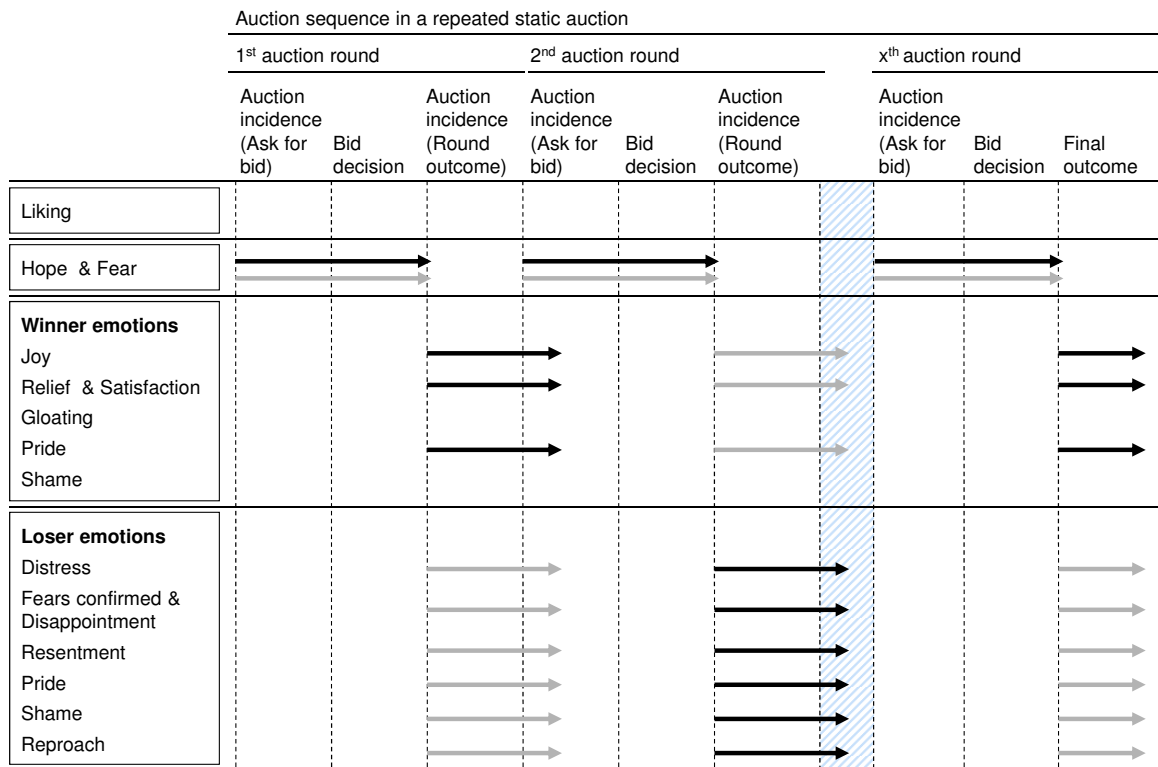 Auction sequence in a repeated static auction
1st auction round
2nd auction round
xth auction round
Auction
incidence
(Ask for
bid)
Bid
decision
Auction
incidence
(Round
outcome)
Auction
incidence
(Ask for
bid)
Bid
decision
Auction
incidence
(Round
outcome)
Auction
incidence
(Ask for
bid)
Bid
decision
Final
outcome
Liking
Hope & Fear
Winner emotions
Joy
Relief & Satisfaction
Gloating
Pride
Shame
Loser emotions
Distress
Fears confirmed &
Disappointment
Resentment
Pride
Shame
Reproach